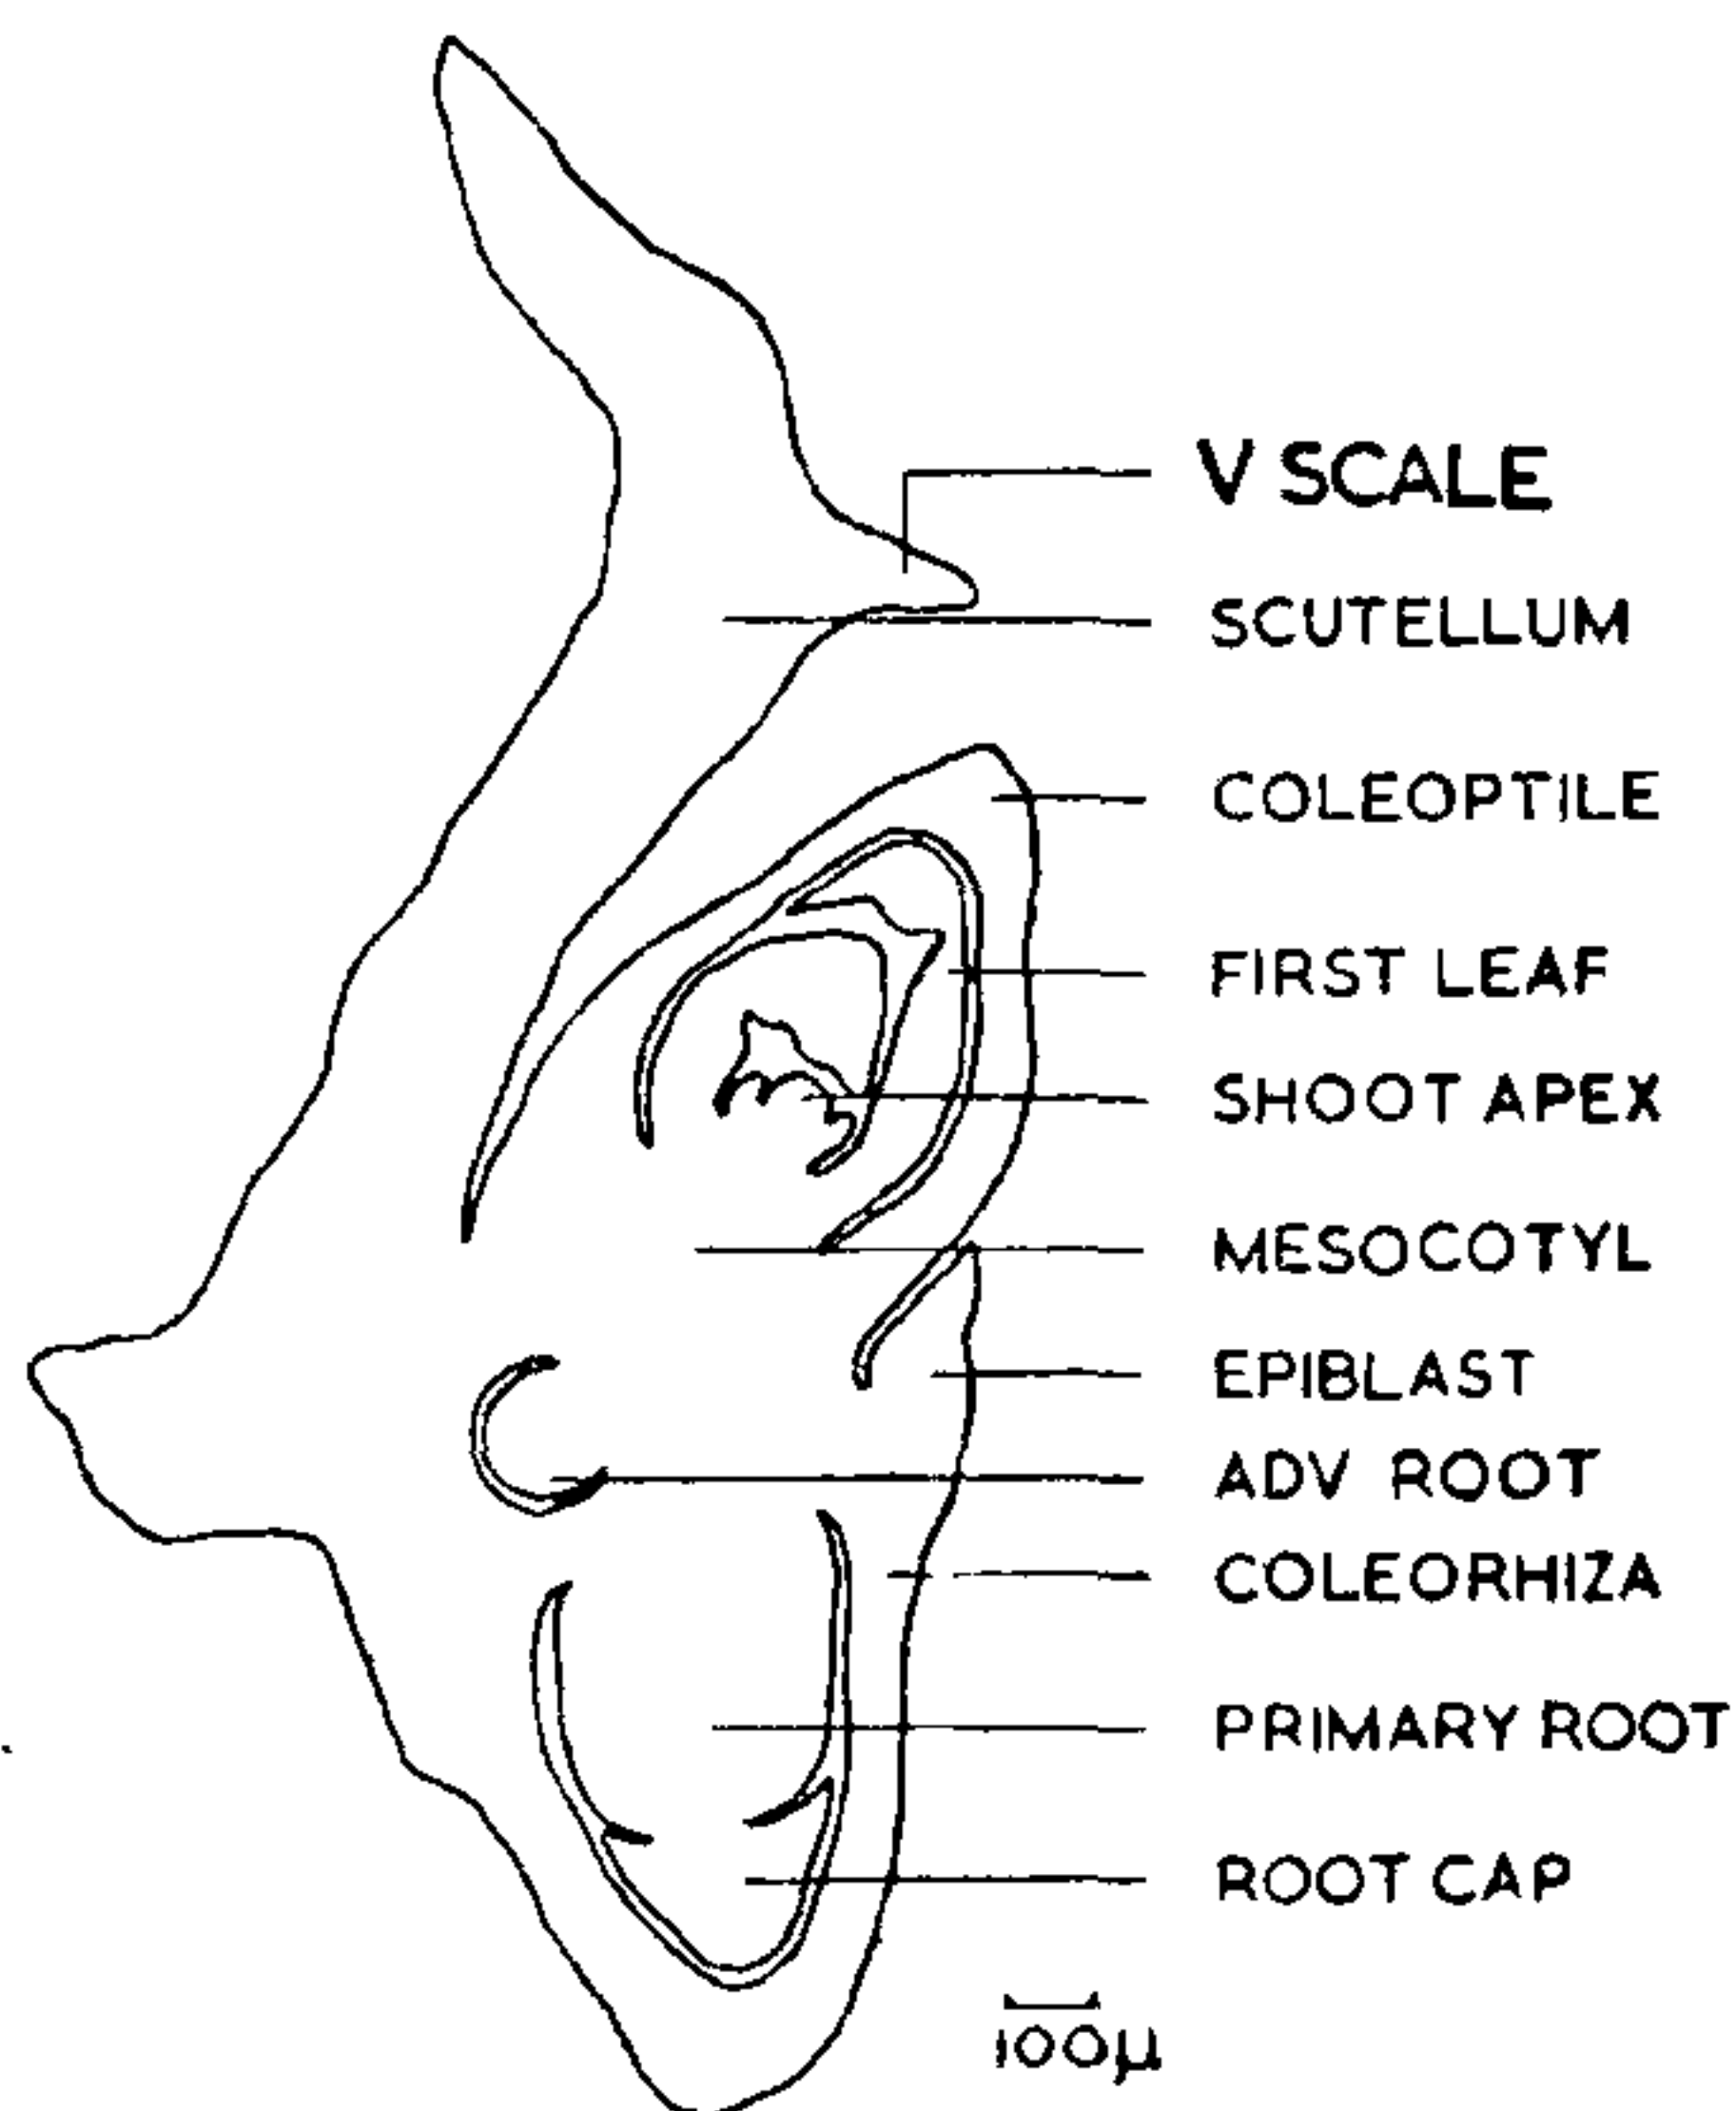 V SCALE
SCUTELLUM
COLEOPTILE
FIRST LEAF
SHOOT APEX
MESOCOTYL
EPIBLAST
ADV ROOT
COLEORHIZA
PRIMARY ROOT
ROOT CAP
100µ